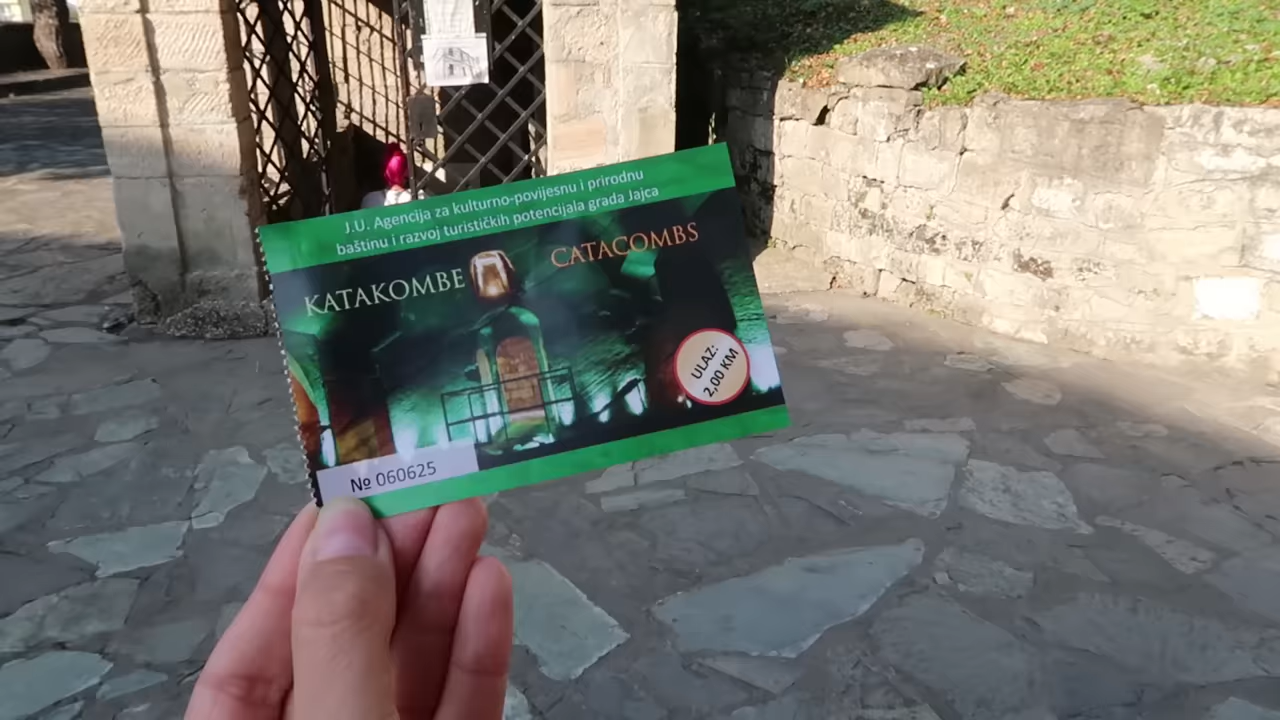 J.U. Agencija za kulturno-povijesnu i prirodnu
baštinu i razvoj turističkih potencijala grada Jajca
KATAKOMBE
CATACOMBS
ULAZ:
2,00 KM
№ 060625